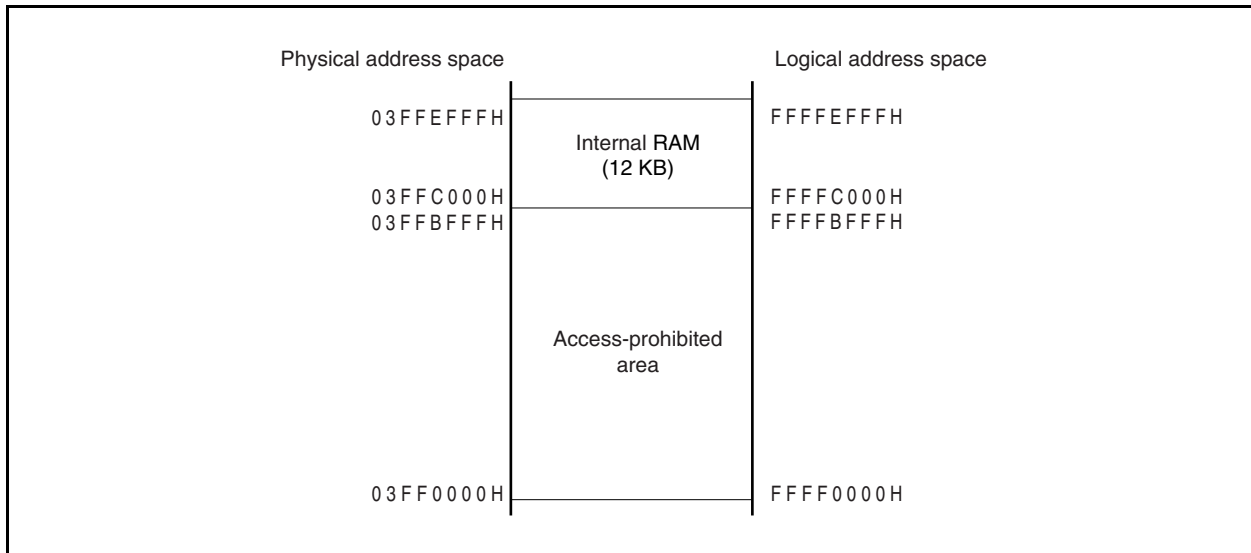 Physical address space
Logical address space
03FFEFFFH
FFFFEFFFH
Internal RAM
(12 KB)
03FFC000H
FFFFC000H
03FFBFFFH
FFFFBFFFH
Access-prohibited
area
03FF0000H
FFFF0000H